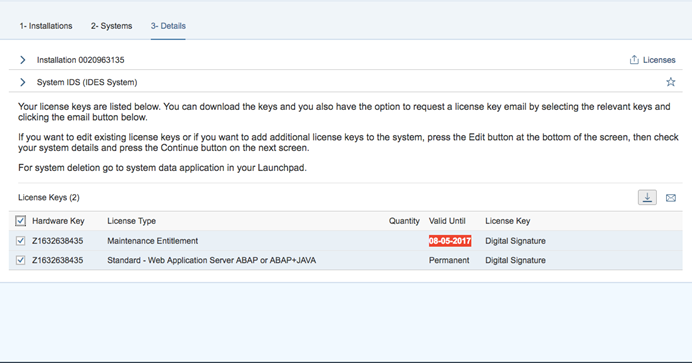 1- Installations 2- Systems 3- Details
Installation 0020963135 Licenses
System IDS (IDES System)
Your license keys are listed below. You can download the keys and you also have the option to request a license key email by selecting the relevant keys and
clicking the email button below.
If you want to edit existing license keys or if you want to add additional license keys to the system, press the Edit button at the bottom of the screen, then check
your system details and press the Continue button on the next screen.
For system deletion go to system data application in your Launchpad.
License Keys (2)
Hardware Key License Type Quantity Valid Until License Key
Z1632638435 Maintenance Entitlement 08-05-2017 Digital Signature
Z1632638435 Standard - Web Application Server ABAP or ABAP+JAVA Permanent Digital Signature